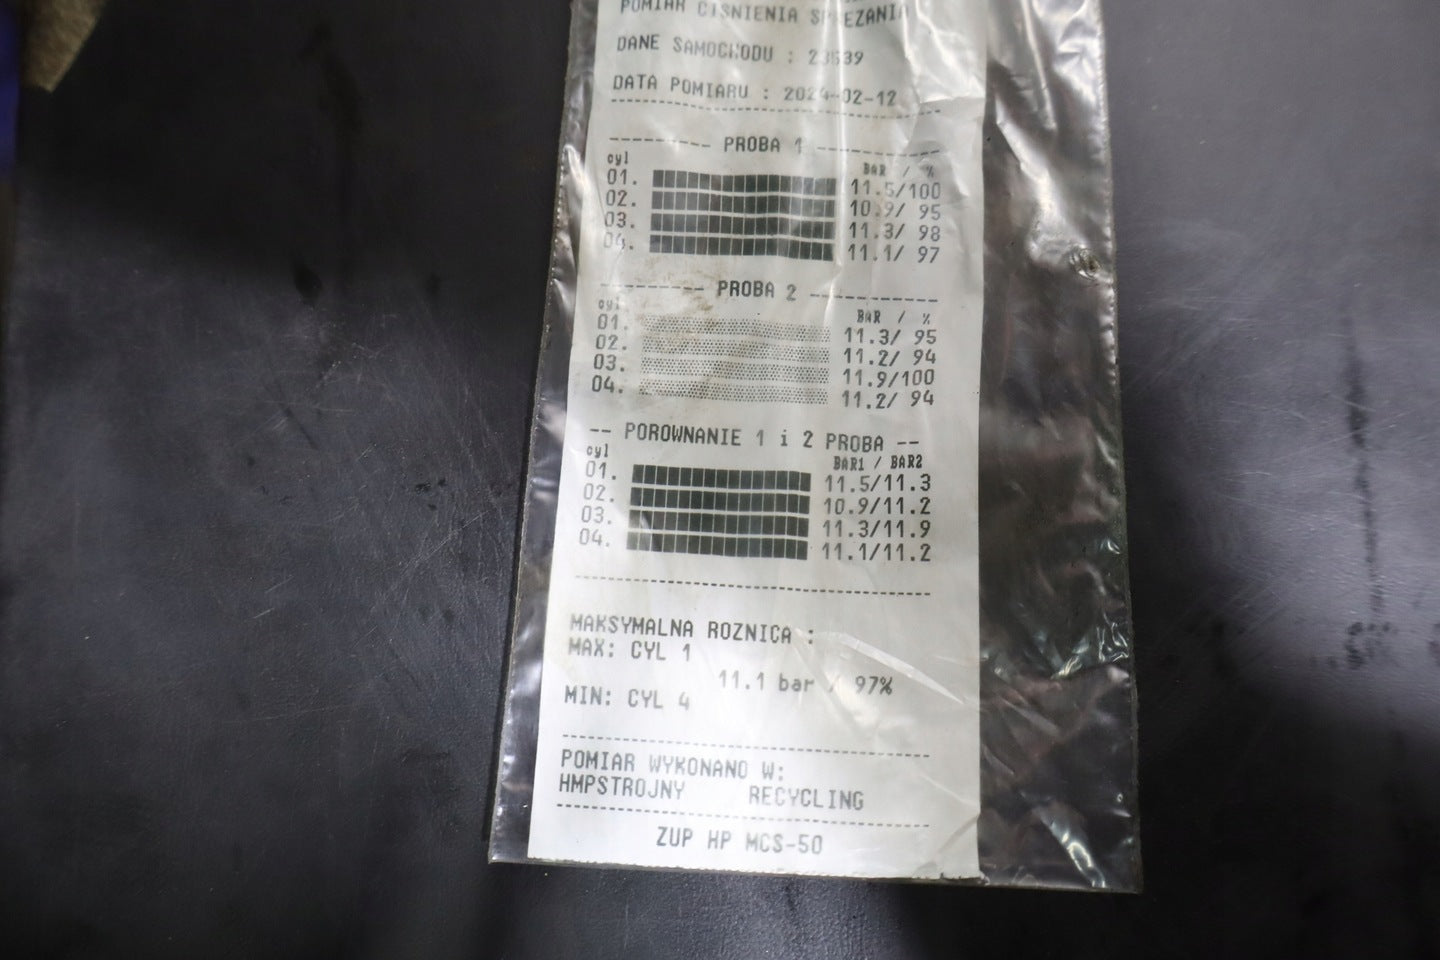 POMIAR CISNIENIA SPREZANIA
DANE SAMOCHODU : 23539
DATA POMIARU : 2024-02-12
PROBA 1
cyl BAR / %
01. 11.5/100
02. 10.9/ 95
03. 11.3/ 98
04. 11.1/ 97
PROBA 2
cyl BAR / %
01. 11.3/ 95
02. 11.2/ 94
03. 11.9/100
04. 11.2/ 94
-- POROWNANIE 1 i 2 PROBA --
cyl BAR1 / BAR2
01. 11.5/11.3
02. 10.9/11.2
03. 11.3/11.9
04. 11.1/11.2
MAKSYMALNA ROZNICA :
MAX: CYL 1
11.1 bar / 97%
MIN: CYL 4
POMIAR WYKONANO W:
HMPSTROJNY RECYCLING
ZUP HP MCS-50